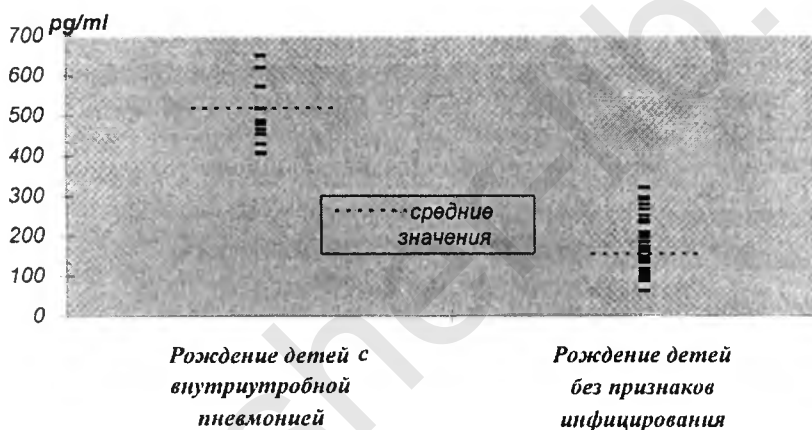 pg/ml
700
600
500
400
300
200
100
0
средние
значения
Рождение детей с
внутриутробной
пневмонией
Рождение детей
без признаков
инфицирования